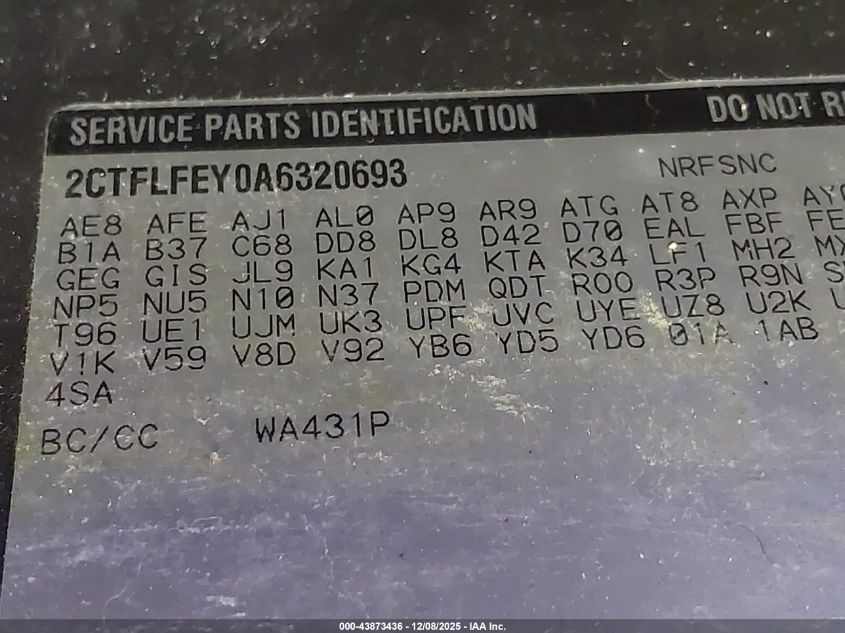 SERVICE PARTS IDENTIFICATION DO NOT
2CTFLFEY0A6320693 NRFSNC
AE8 AFE AJ1 AL0 AP9 AR9 ATG AT8 AXP
B1A B37 C68 DD8 DL8 D42 D70 EAL FBF
GEG GIS JL9 KA1 KG4 KTA K34 LF1 MH2
NP5 NU5 N10 N37 PDM QDT R00 R3P R9N
T96 UE1 UJM UK3 UPF UVC UYE UZ8 U2K
V1K V59 V8D V92 YB6 YD5 YD6 01A 1AB
4SA
BC/CC WA431P
000-43873436 - 12/08/2025 - IAA Inc.